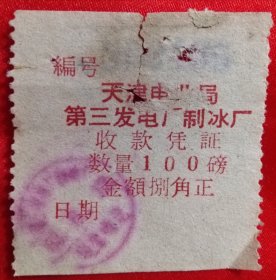 編号
天津电业局
第三发电厂制冰厂
收款凭証
数量100磅
金額捌角正
日期